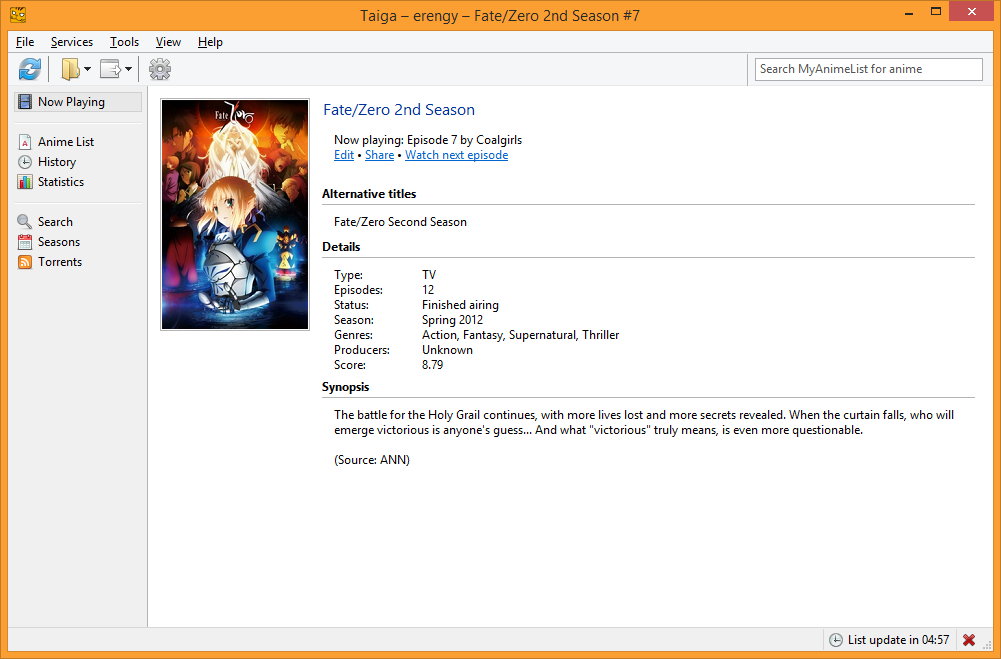 Taiga – erengy – Fate/Zero 2nd Season #7
File Services Tools View Help
Search MyAnimeList for anime
Now Playing
Anime List
History
Statistics
Search
Seasons
Torrents
Fate/Zero
Fate/Zero 2nd Season
Now playing: Episode 7 by Coalgirls
Edit • Share • Watch next episode
Alternative titles
Fate/Zero Second Season
Details
Type: TV
Episodes: 12
Status: Finished airing
Season: Spring 2012
Genres: Action, Fantasy, Supernatural, Thriller
Producers: Unknown
Score: 8.79
Synopsis
The battle for the Holy Grail continues, with more lives lost and more secrets revealed. When the curtain falls, who will
emerge victorious is anyone's guess... And what "victorious" truly means, is even more questionable.
(Source: ANN)
List update in 04:57